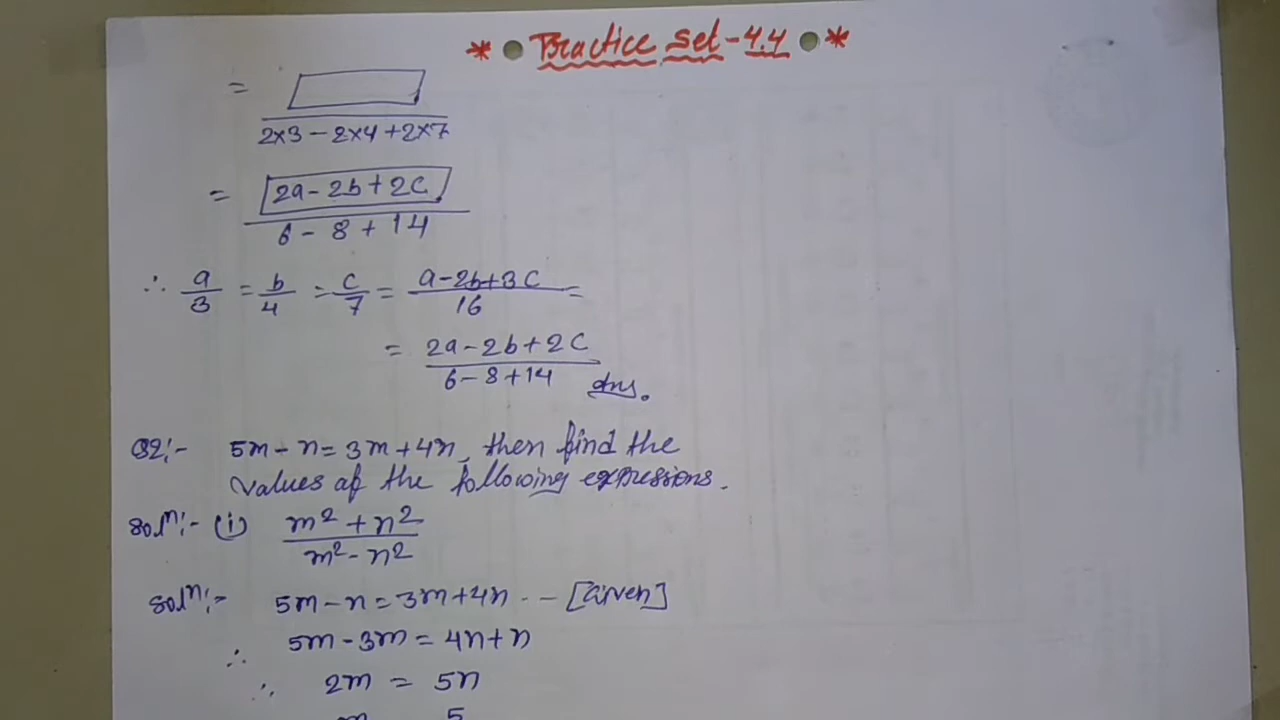 * Practice set-4.4 *
=
2×3-2×4+2×7
= 2a-2b+2c
6-8+14
∴ a/3 = b/4 = c/7 = a-2b+3c/16 =
= 2a-2b+2c/6-8+14 Ans.
Q2:- 5m-n=3m+4n, then find the
values of the following expressions.
Solⁿ:- (i) m²+n²/m²-n²
Solⁿ:- 5m-n=3m+4n -- [Given]
∴ 5m-3m = 4n+n
∴ 2m = 5n
m 5